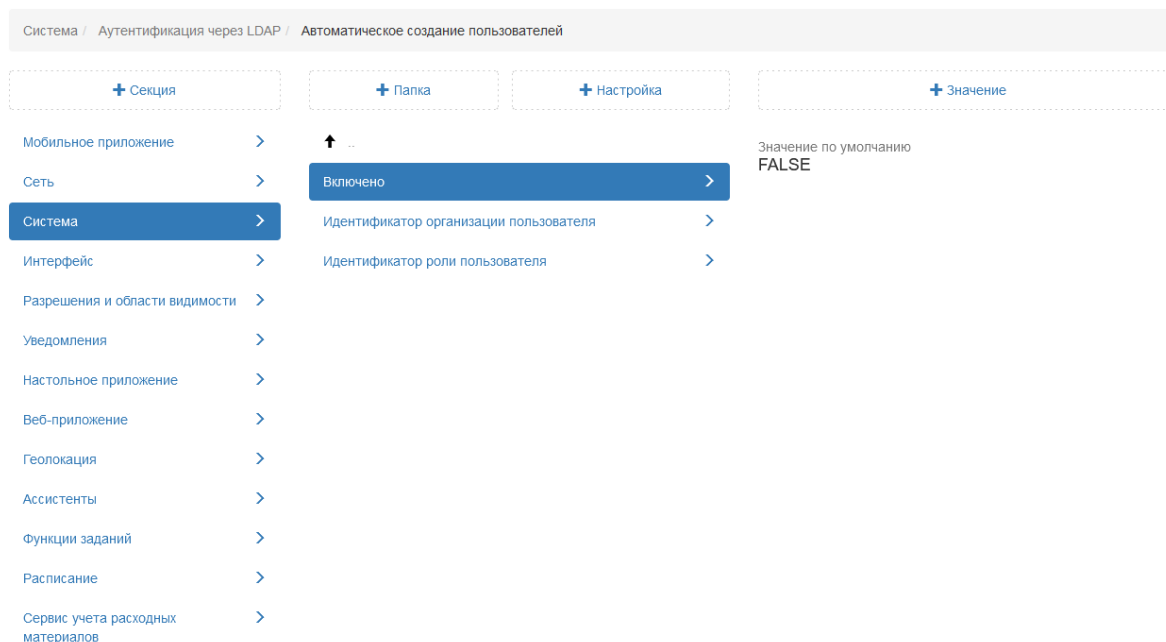 Система / Аутентификация через LDAP / Автоматическое создание пользователей
Секция
Папка
Настройка
Значение
Мобильное приложение
Сеть
Система
Интерфейс
Разрешения и области видимости
Уведомления
Настольное приложение
Веб-приложение
Геолокация
Ассистенты
Функции заданий
Расписание
Сервис учета расходных
материалов
..
Включено
Идентификатор организации пользователя
Идентификатор роли пользователя
Значение по умолчанию
FALSE